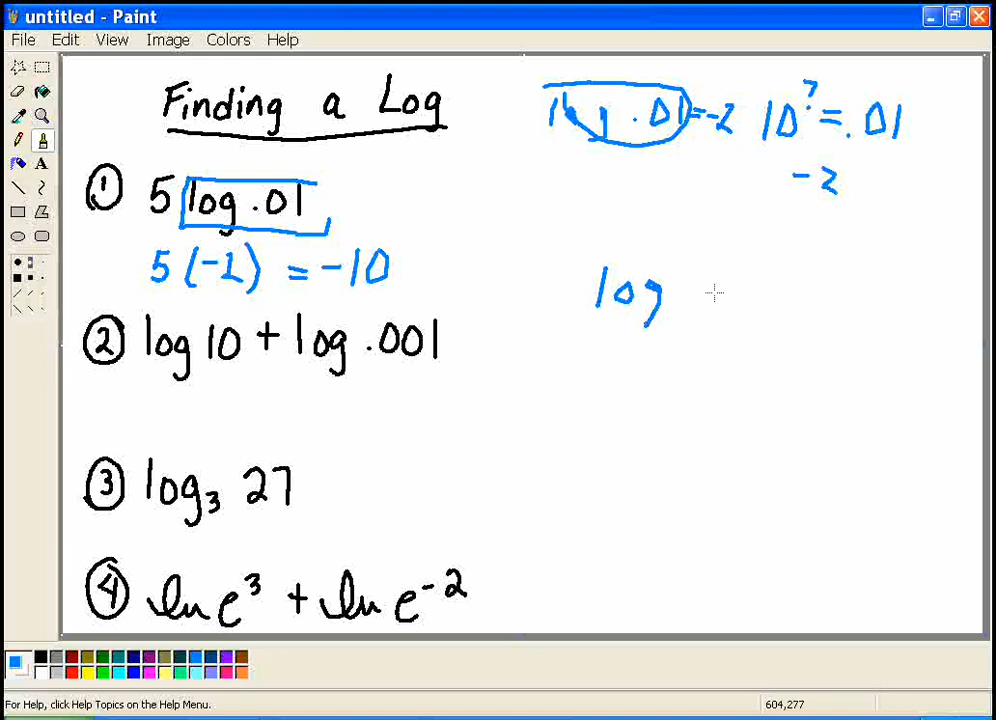 untitled - Paint
File Edit View Image Colors Help
Finding a Log
log .01 = -2 10^? = .01
-2
① 5 log .01
5 (-2) = -10
log
② log 10 + log .001
③ log₃ 27
④ ln e³ + ln e⁻²
For Help, click Help Topics on the Help Menu.
604,277